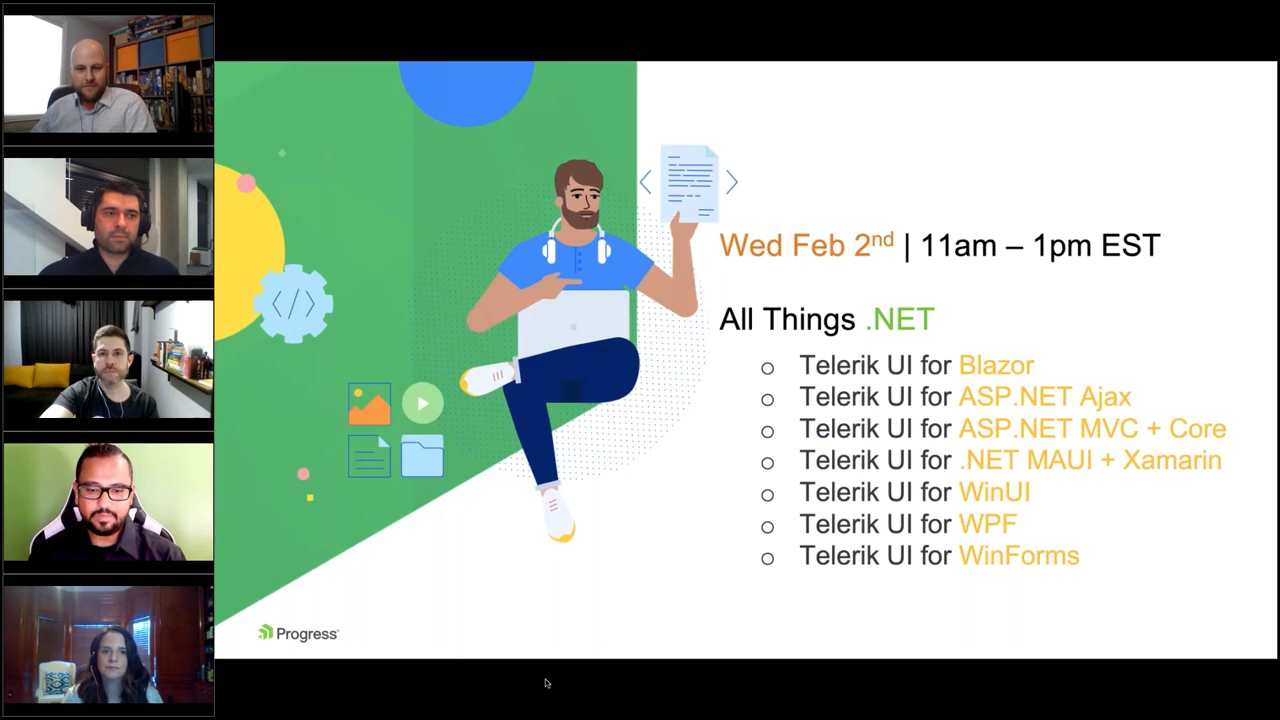 Wed Feb 2nd | 11am – 1pm EST
All Things .NET
Telerik UI for Blazor
Telerik UI for ASP.NET Ajax
Telerik UI for ASP.NET MVC + Core
Telerik UI for .NET MAUI + Xamarin
Telerik UI for WinUI
Telerik UI for WPF
Telerik UI for WinForms
</>
Progress